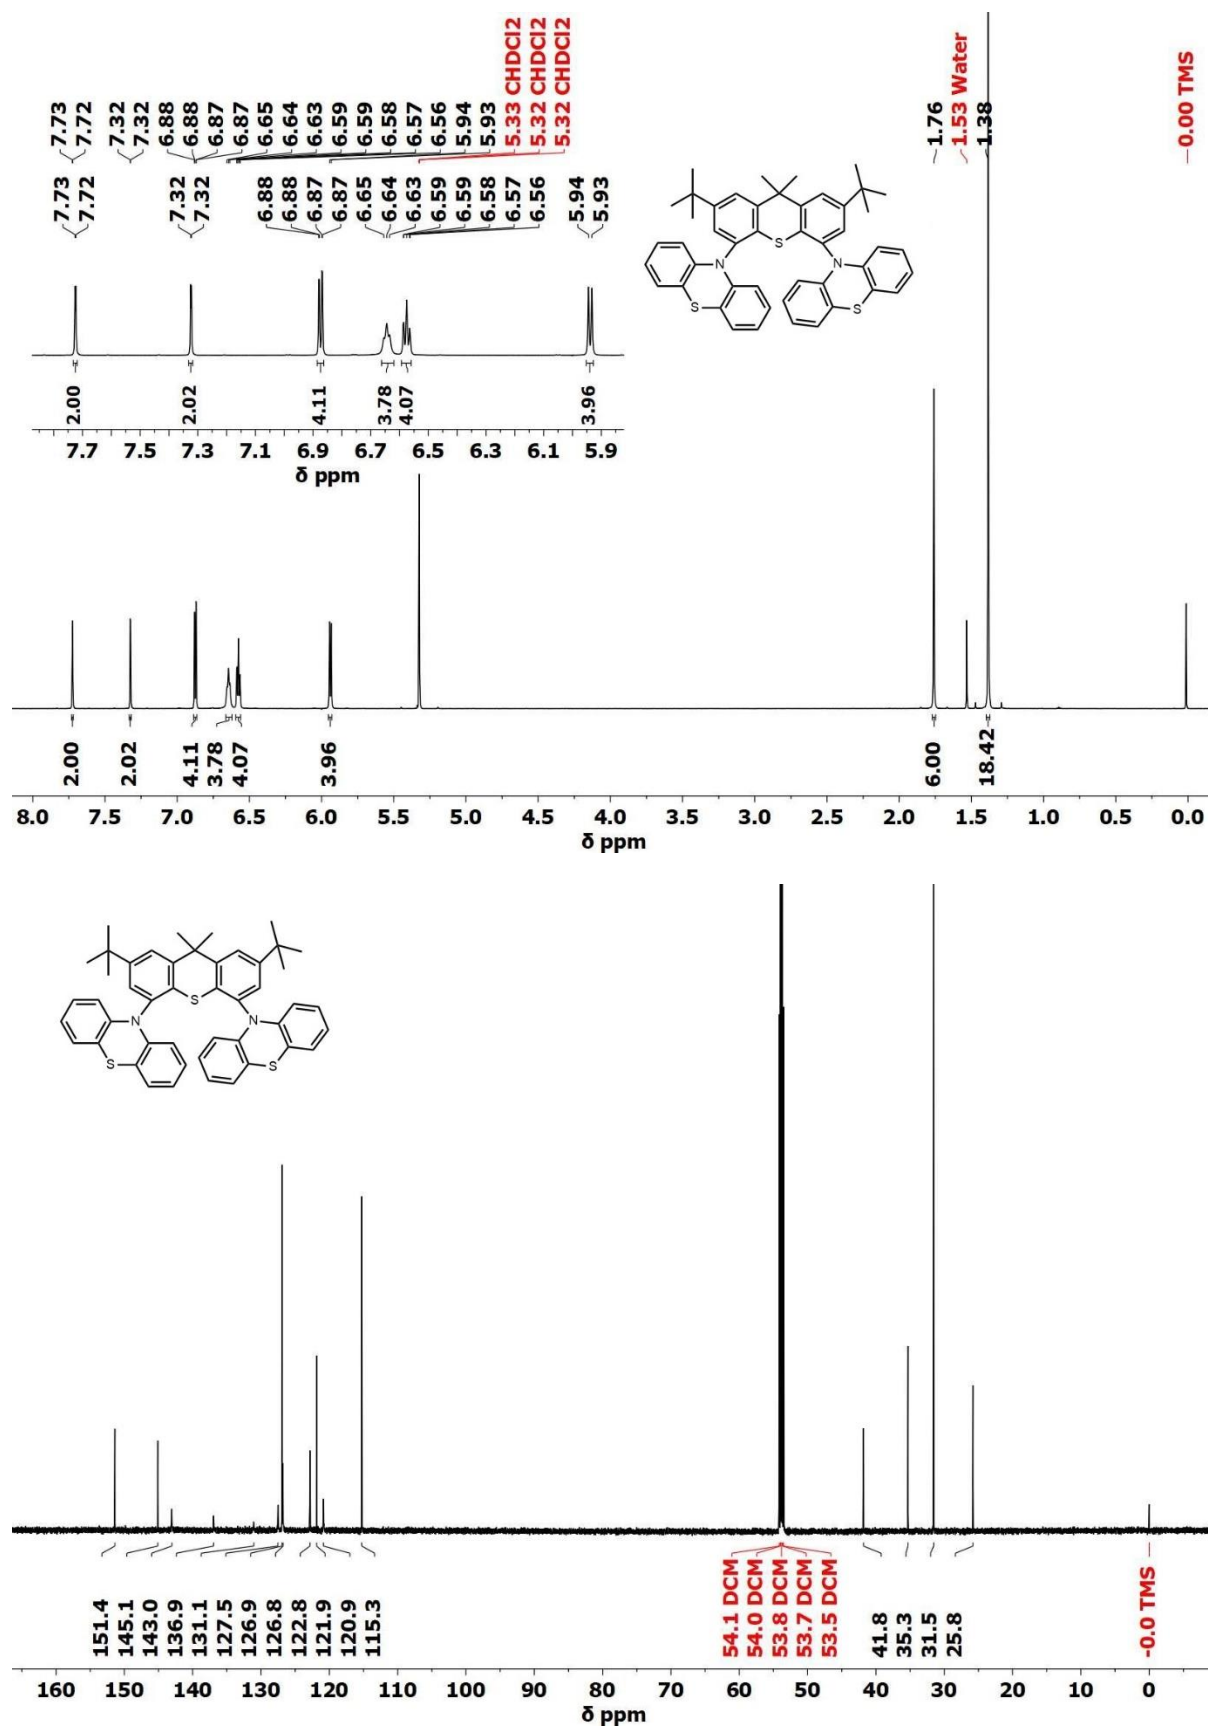 7.73
7.72
7.32
7.32
6.88
6.88
6.87
6.87
6.65
6.64
6.63
6.59
6.59
6.58
6.57
6.56
5.94
5.93
5.33 CHDCl2
5.32 CHDCl2
5.32 CHDCl2
1.76
1.53 Water
1.38
0.00 TMS
7.73
7.72
7.32
7.32
6.88
6.88
6.87
6.87
6.65
6.64
6.63
6.59
6.59
6.58
6.57
6.56
5.94
5.93
S
N
N
S
S
2.00
2.02
4.11
3.78
4.07
3.96
7.7 7.5 7.3 7.1 6.9 6.7 6.5 6.3 6.1 5.9
δ ppm
2.00
2.02
4.11
3.78
4.07
3.96
6.00
18.42
8.0 7.5 7.0 6.5 6.0 5.5 5.0 4.5 4.0 3.5 3.0 2.5 2.0 1.5 1.0 0.5 0.0
δ ppm
S
N
N
S
S
151.4
145.1
143.0
136.9
131.1
127.5
126.9
126.8
122.8
121.9
120.9
115.3
54.1 DCM
54.0 DCM
53.8 DCM
53.7 DCM
53.5 DCM
41.8
35.3
31.5
25.8
-0.0 TMS
160 150 140 130 120 110 100 90 80 70 60 50 40 30 20 10 0
δ ppm